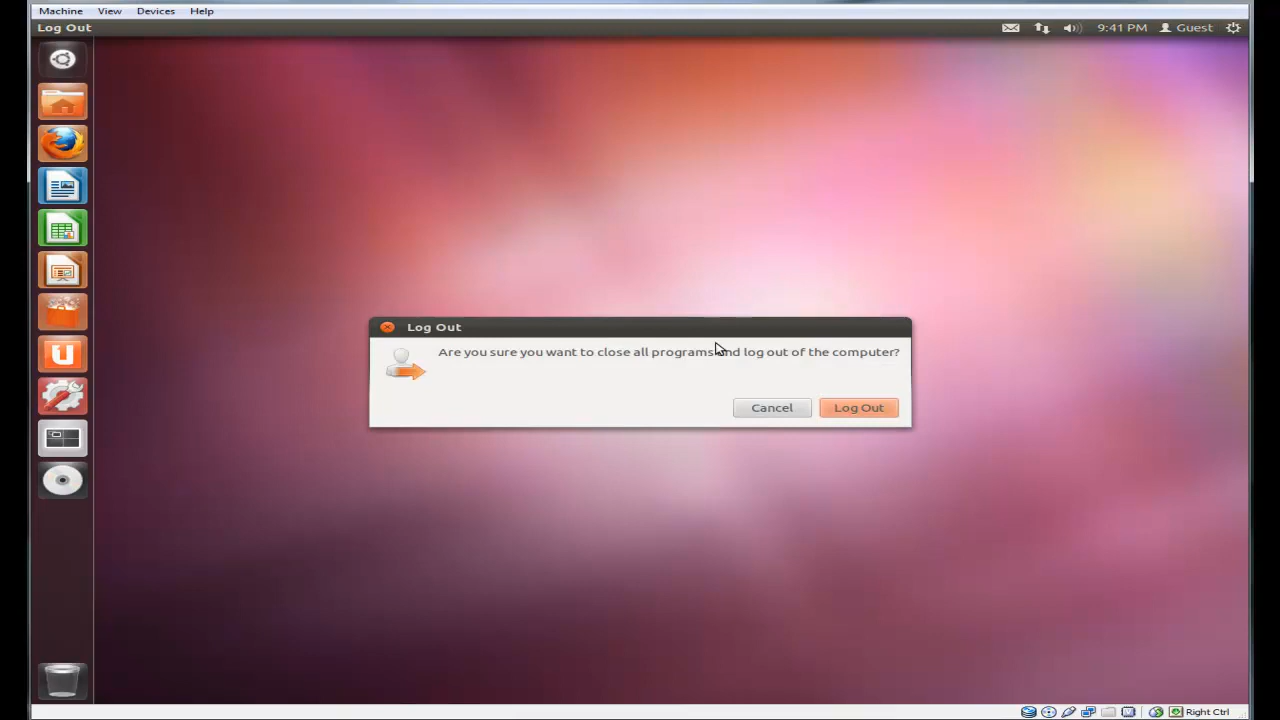 Machine View Devices Help
Log Out 9:41 PM Guest
Log Out
Are you sure you want to close all programs and log out of the computer?
Cancel Log Out
Right Ctrl